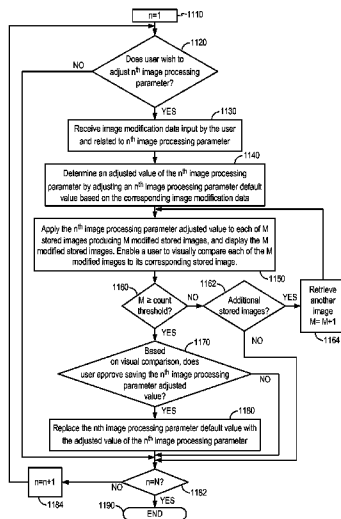 n=1
1110
1120
Does user wish to
adjust nth image processing
parameter?
NO
YES
1130
Receive image modification data input by the user
and related to nth image processing parameter
1140
Determine an adjusted value of the nth image processing
parameter by adjusting an nth image processing parameter default
value based on the corresponding image modification data
Apply the nth image processing parameter adjusted value to each of M
stored images producing M modified stored images, and display the M
modified stored images. Enable a user to visually compare each of the M
modified images to its corresponding stored image.
1150
1160
M ≥ count
threshold?
NO
1162
Additional
stored images?
YES
Retrieve
another
image
M= M+1
1164
YES
NO
1170
Based
on visual comparison, does
user approve saving the nth image processing
parameter adjusted
value?
NO
YES
1180
Replace the nth image processing parameter default value with
the adjusted value of the nth Image processing parameter
n=n+1
1184
NO
n=N?
1182
YES
1190
END